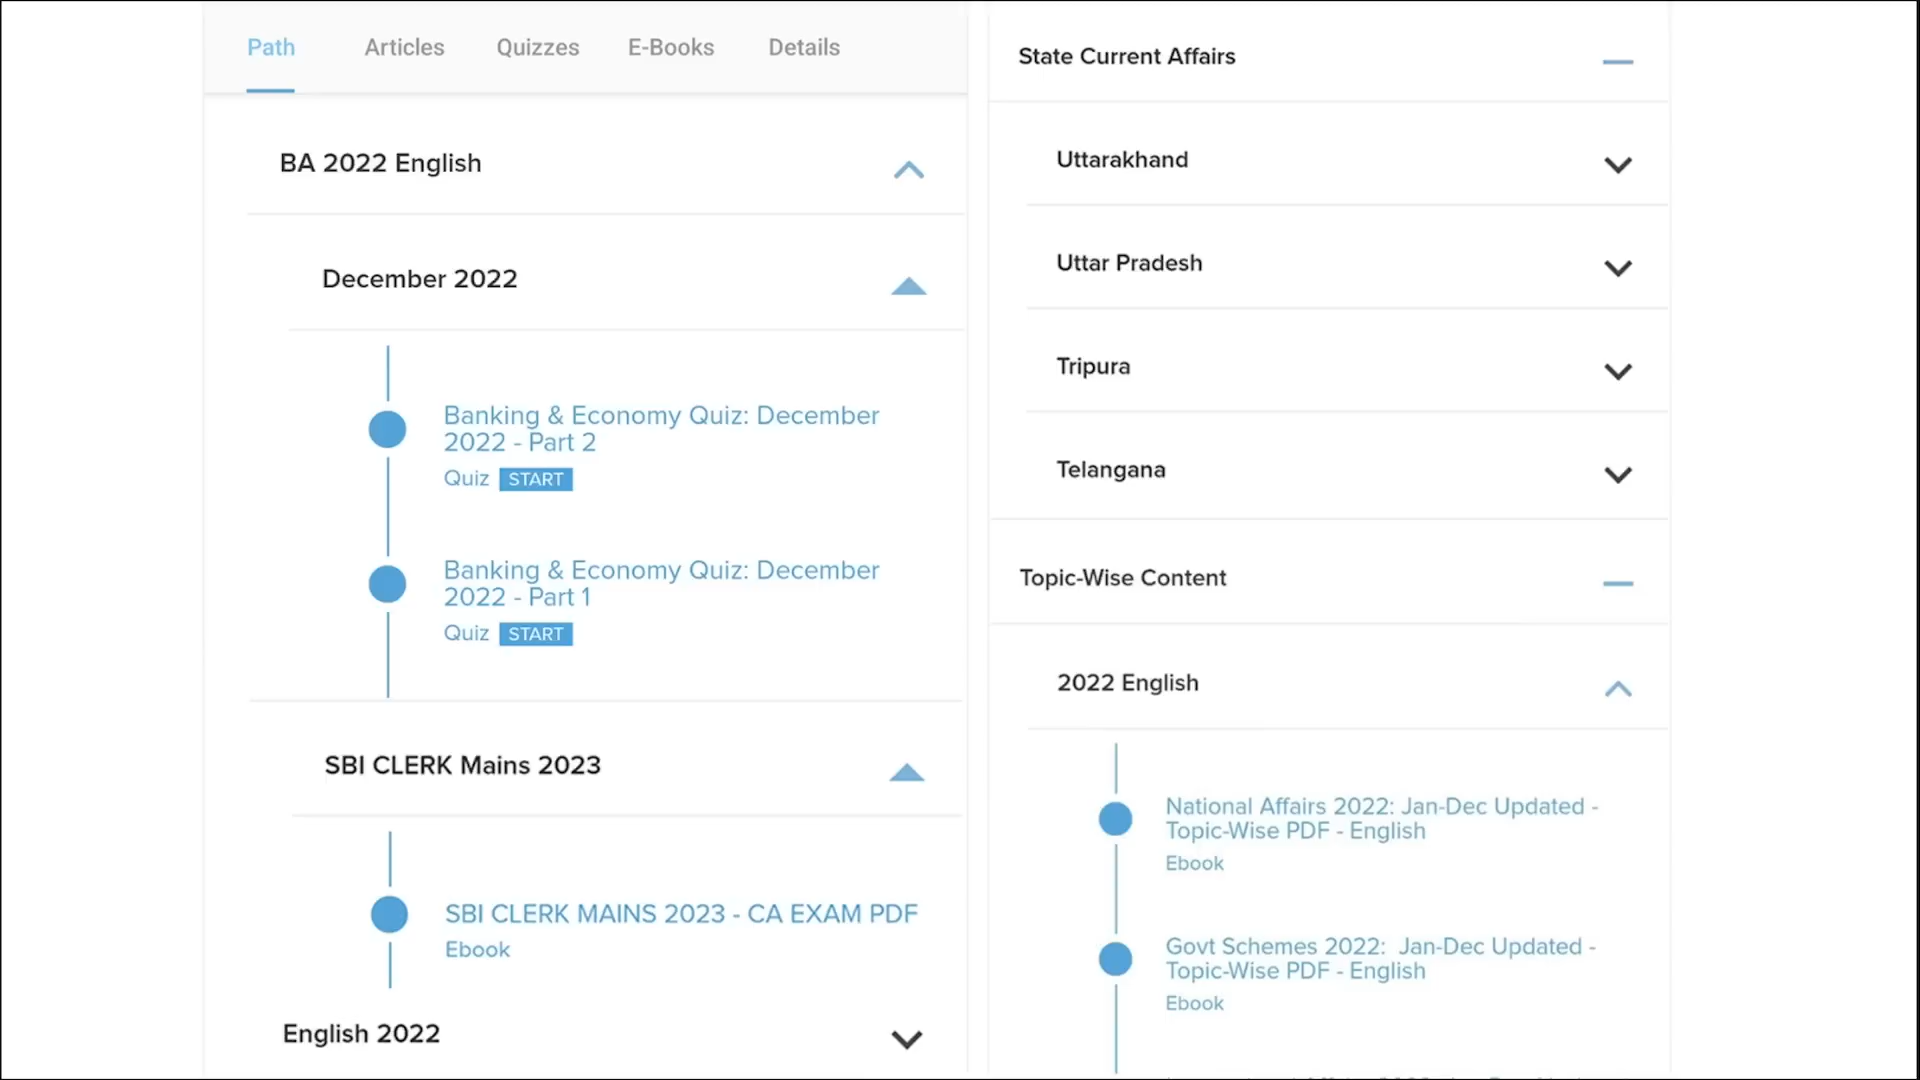 Path Articles Quizzes E-Books Details
BA 2022 English
December 2022
Banking & Economy Quiz: December
2022 - Part 2
Quiz START
Banking & Economy Quiz: December
2022 - Part 1
Quiz START
SBI CLERK Mains 2023
SBI CLERK MAINS 2023 - CA EXAM PDF
Ebook
English 2022
State Current Affairs
Uttarakhand
Uttar Pradesh
Tripura
Telangana
Topic-Wise Content
2022 English
National Affairs 2022: Jan-Dec Updated -
Topic-Wise PDF - English
Ebook
Govt Schemes 2022: Jan-Dec Updated -
Topic-Wise PDF - English
Ebook